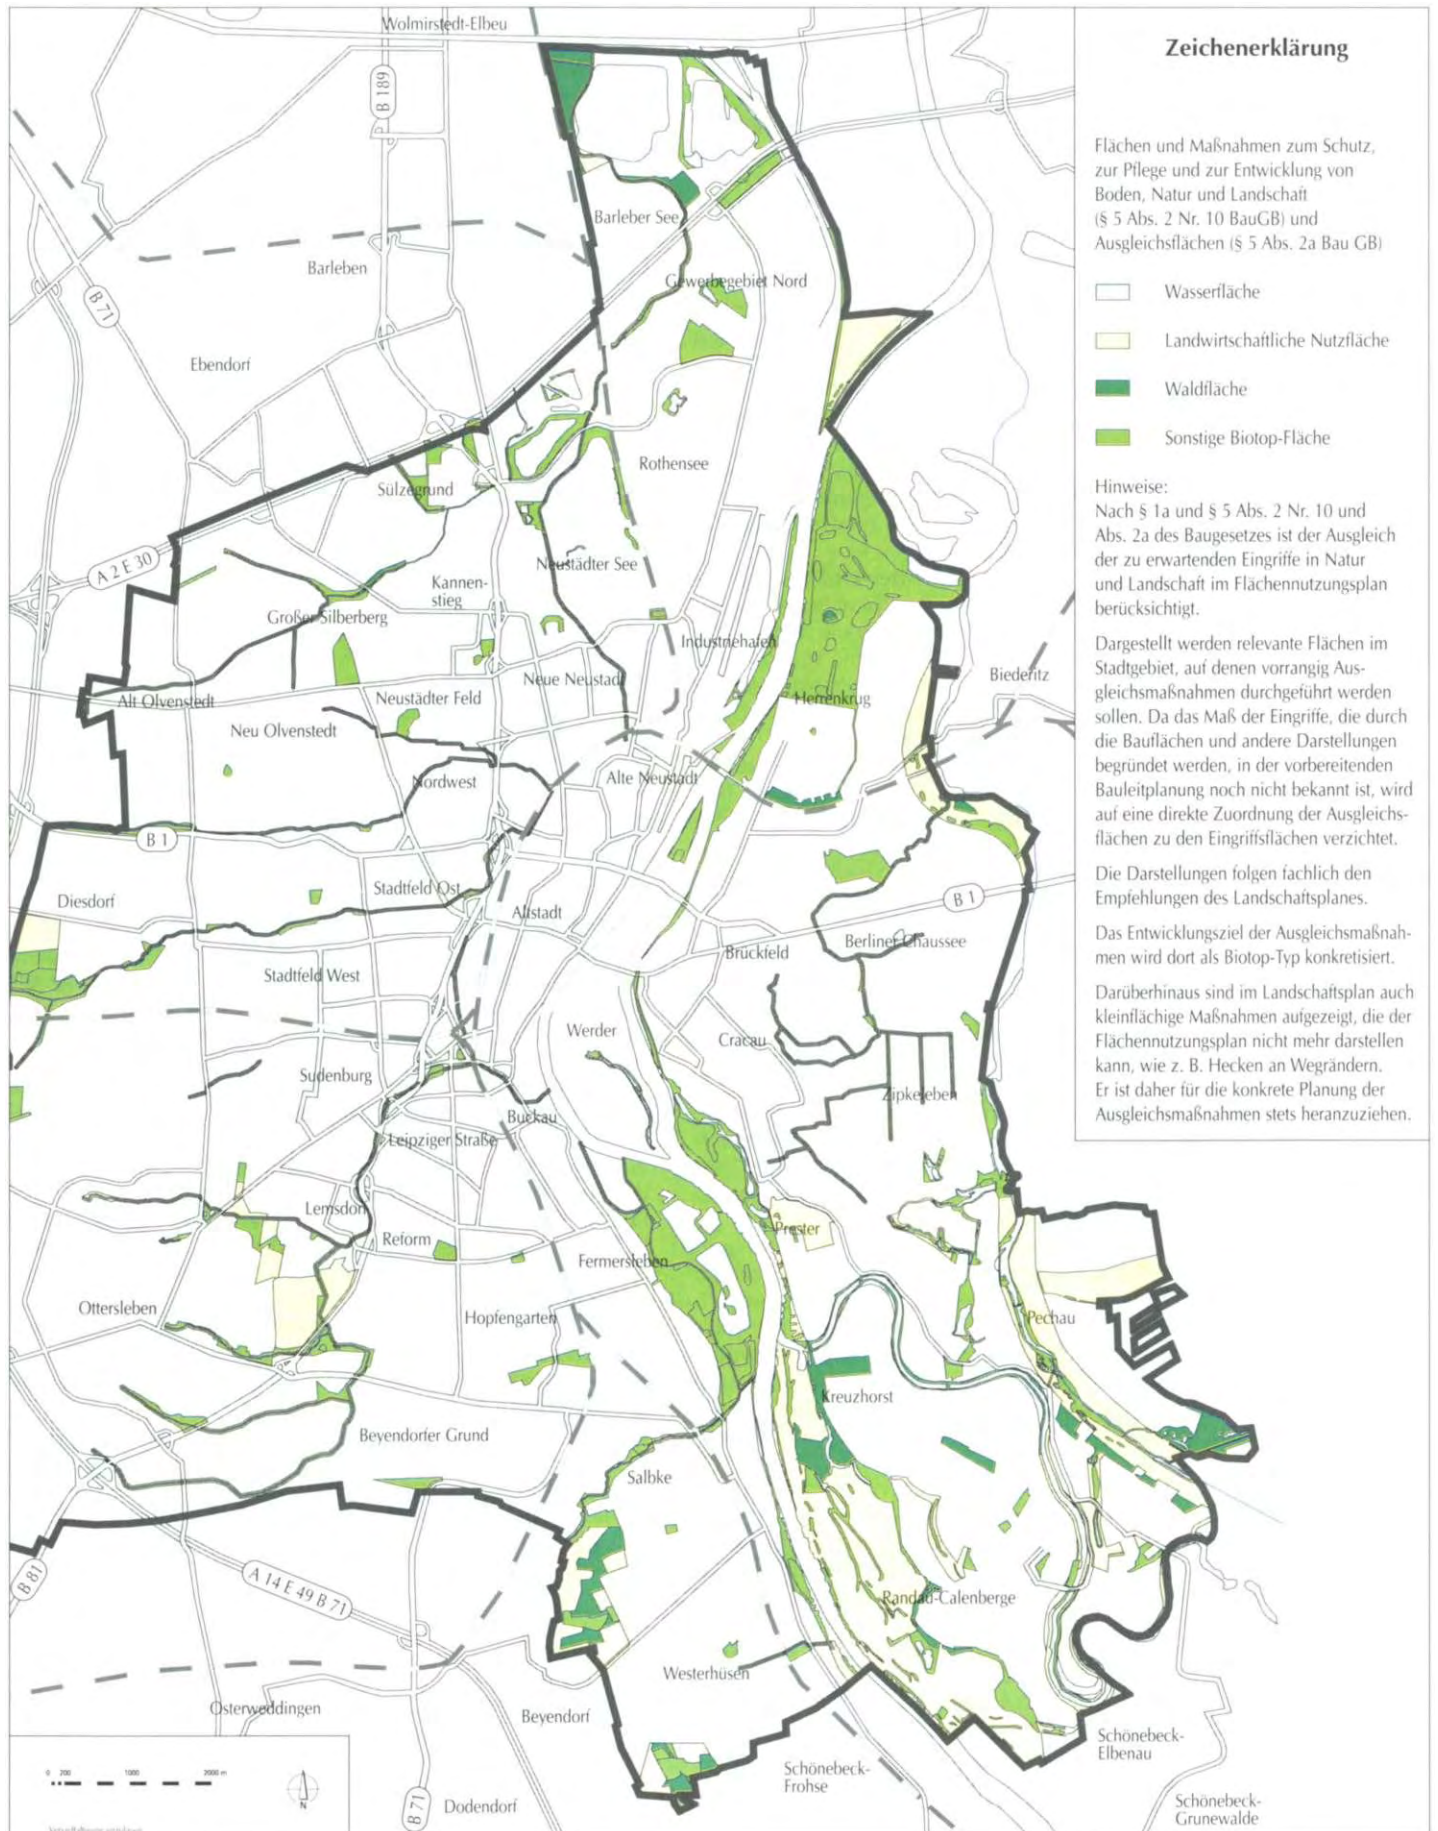 Zeichenerklärung
Flächen und Maßnahmen zum Schutz,
zur Pflege und zur Entwicklung von
Boden, Natur und Landschaft
(§ 5 Abs. 2 Nr. 10 BauGB) und
Ausgleichsflächen (§ 5 Abs. 2a Bau GB)
Wasserfläche
Landwirtschaftliche Nutzfläche
Waldfläche
Sonstige Biotop-Fläche
Hinweise:
Nach § 1a und § 5 Abs. 2 Nr. 10 und
Abs. 2a des Baugesetzes ist der Ausgleich
der zu erwartenden Eingriffe in Natur
und Landschaft im Flächennutzungsplan
berücksichtigt.
Dargestellt werden relevante Flächen im
Stadtgebiet, auf denen vorrangig Aus-
gleichsmaßnahmen durchgeführt werden
sollen. Da das Maß der Eingriffe, die durch
die Bauflächen und andere Darstellungen
begründet werden, in der vorbereitenden
Bauleitplanung noch nicht bekannt ist, wird
auf eine direkte Zuordnung der Ausgleichs-
flächen zu den Eingriffsflächen verzichtet.
Die Darstellungen folgen fachlich den
Empfehlungen des Landschaftsplanes.
Das Entwicklungsziel der Ausgleichsmaßnah-
men wird dort als Biotop-Typ konkretisiert.
Darüberhinaus sind im Landschaftsplan auch
kleinflächige Maßnahmen aufgezeigt, die der
Flächennutzungsplan nicht mehr darstellen
kann, wie z. B. Hecken an Wegrändern.
Er ist daher für die konkrete Planung der
Ausgleichsmaßnahmen stets heranzuziehen.
Wolmirstedt-Elbeu
B 189
Barleber See
Barleben
Gewerbegebiet Nord
B 71
Ebendorf
Rothensee
Sülzegrund
A 2 E 30
Neustädter See
Kannen-
stieg
Großer Silberberg
Industriehafen
Biederitz
Neue Neustadt
Alt Olvenstedt
Neustädter Feld
Herrenkrug
Neu Olvenstedt
Nordwest
Alte Neustadt
B 1
Stadtfeld Ost
Diesdorf
B 1
Altstadt
Berliner Chaussee
Brückfeld
Stadtfeld West
Werder
Cracau
Sudenburg
Zipkeleben
Buckau
Leipziger Straße
Lemsdorf
Prester
Reform
Fermersleben
Ottersleben
Hopfengarten
Pechau
Kreuzhorst
Beyendorfer Grund
Salbke
B 81
A 14 E 49 B 71
Randau-Calenberge
Westerhüsen
Osterweddingen
Beyendorf
Schönebeck-
Elbenau
Schönebeck-
Frohse
0 200 1000 2000 m
N
B 71
Dodendorf
Schönebeck-
Grunewalde